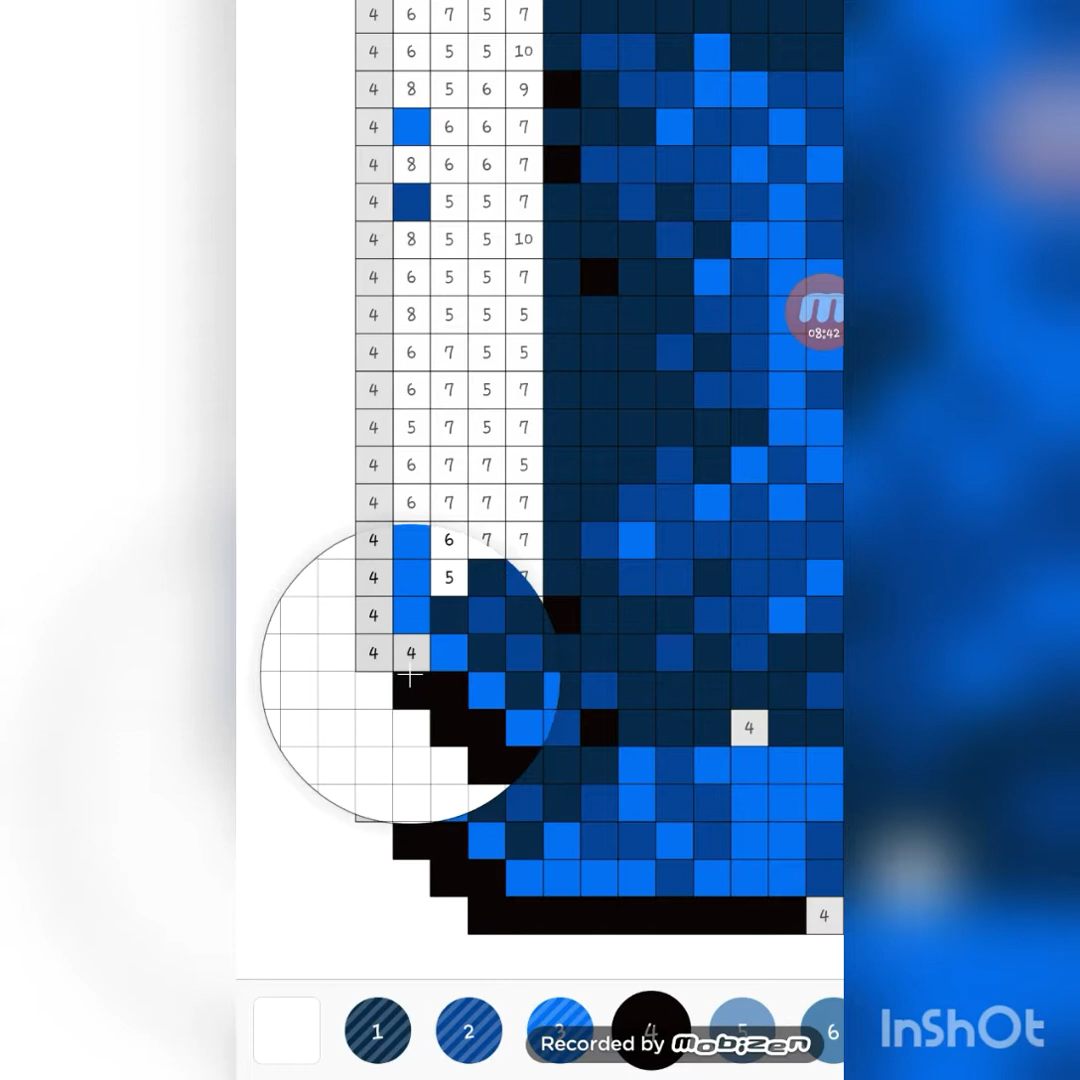 4 6 7 5 7
4 6 5 5 10
4 8 5 6 9
4 6 6 7
4 8 6 6 7
4 5 5 7
4 8 5 5 10
4 6 5 5 7
4 8 5 5 5
08:42
4 6 7 5 5
4 6 7 5 7
4 5 7 5 7
4 6 7 7 5
4 6 7 7 7
4 6 7 7
4 5 7
4
4 4
4
4
1 2 3 4 5 6
Recorded by mobizen
InShOt